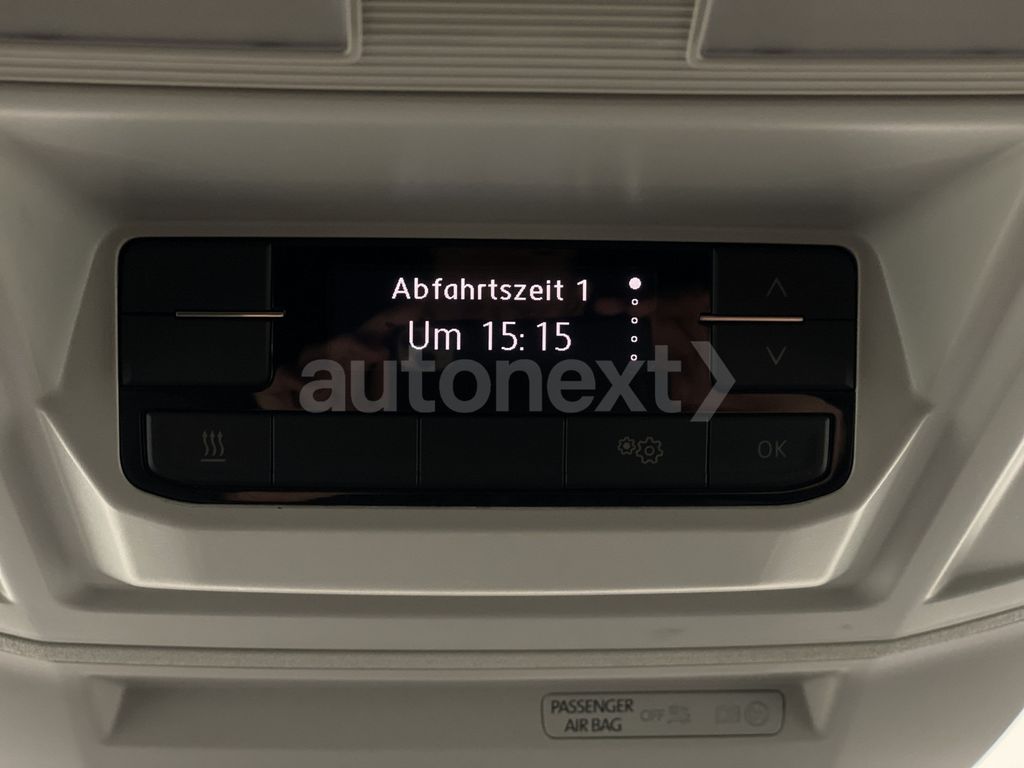 Abfahrtszeit 1
Um 15:15
autonext
OK
PASSENGER
AIR BAG
OFF